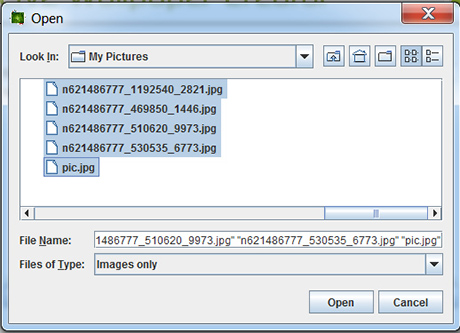 Open
Look In: My Pictures
n621486777_1192540_2821.jpg
n621486777_469850_1446.jpg
n621486777_510620_9973.jpg
n621486777_530535_6773.jpg
pic.jpg
File Name: 1486777_510620_9973.jpg" "n621486777_530535_6773.jpg" "pic.jpg"
Files of Type: Images only
Open Cancel